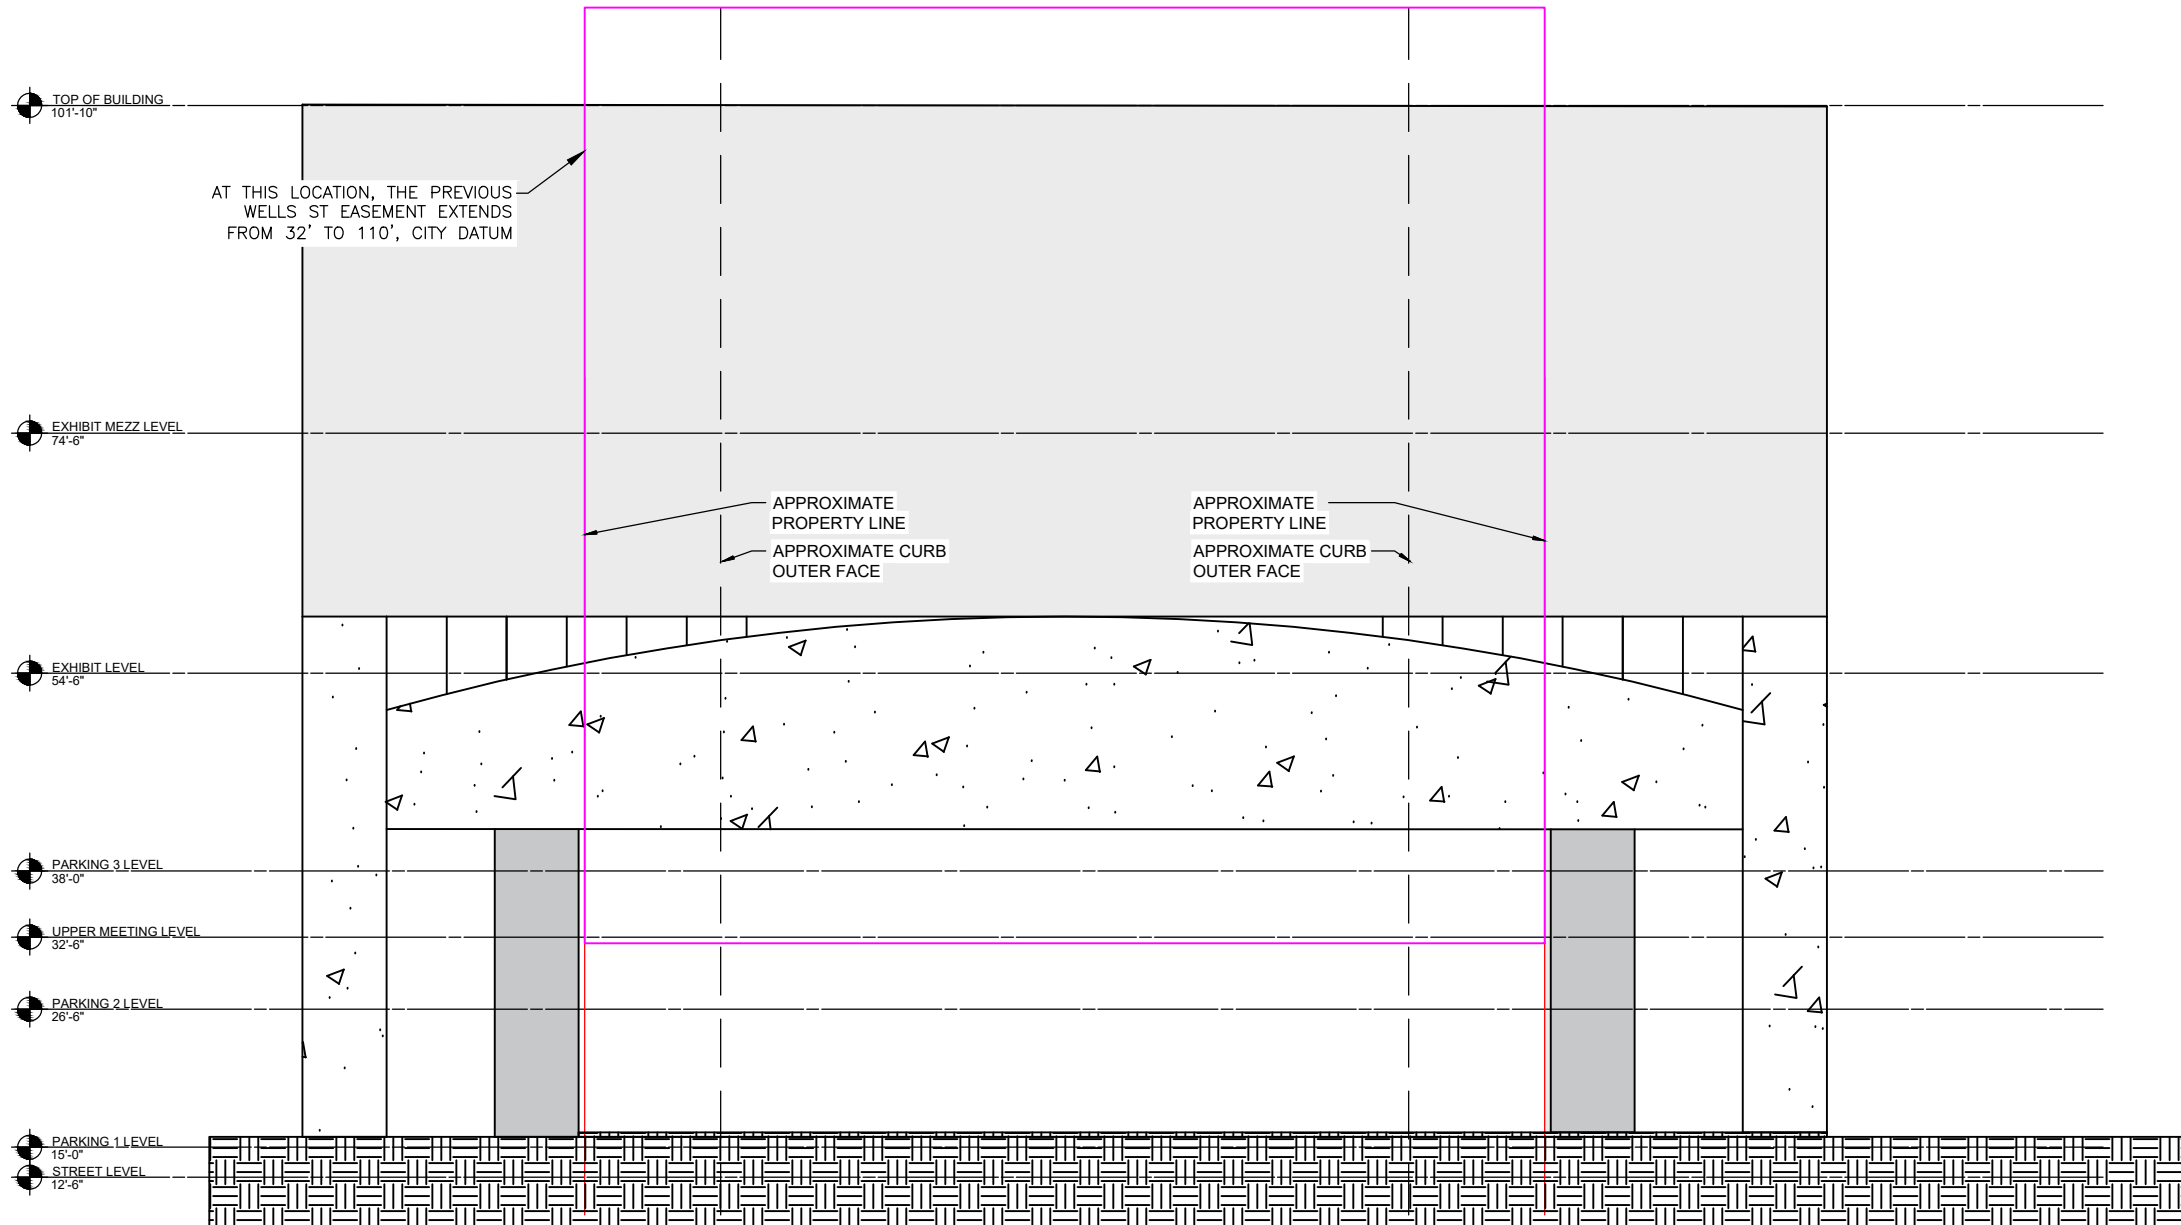 TOP OF BUILDING
101'-10"
AT THIS LOCATION, THE PREVIOUS
WELLS ST EASEMENT EXTENDS
FROM 32' TO 110', CITY DATUM
EXHIBIT MEZZ LEVEL
74'-6"
APPROXIMATE
PROPERTY LINE
APPROXIMATE CURB
OUTER FACE
APPROXIMATE
PROPERTY LINE
APPROXIMATE CURB
OUTER FACE
EXHIBIT LEVEL
54'-6"
PARKING 3 LEVEL
38'-0"
UPPER MEETING LEVEL
32'-6"
PARKING 2 LEVEL
26'-6"
PARKING 1 LEVEL
15'-0"
STREET LEVEL
12'-6"